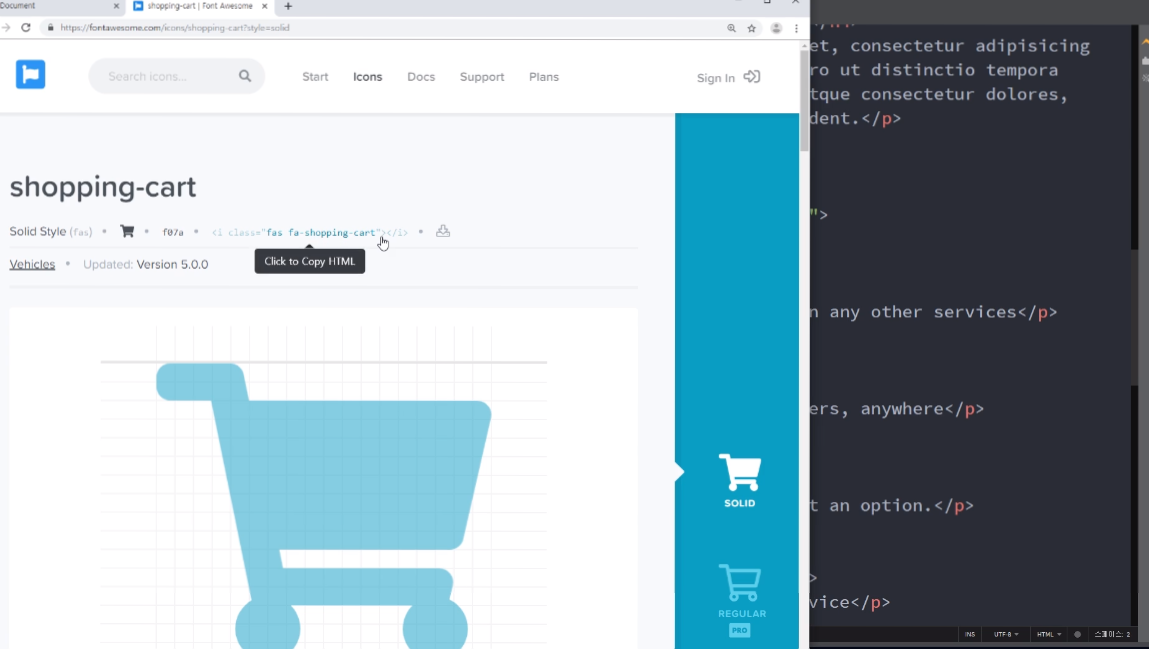 Document
shopping-cart | Font Awesome
https://fontawesome.com/icons/shopping-cart?style=solid
Search icons...
Start
Icons
Docs
Support
Plans
Sign In
shopping-cart
Solid Style (fas) • • f07a • <i class="fas fa-shopping-cart"></i> •
Click to Copy HTML
Vehicles • Updated: Version 5.0.0
SOLID
REGULAR
PRO
et, consectetur adipisicing
ro ut distinctio tempora
tque consectetur dolores,
dent.</p>
">
n any other services</p>
ers, anywhere</p>
t an option.</p>
>
vice</p>
INS
UTF-8
HTML
스페이스: 2